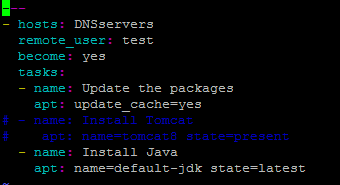 ---
- hosts: DNSservers
  remote_user: test
  become: yes
  tasks:
  - name: Update the packages
    apt: update_cache=yes
# - name: Install Tomcat
#   apt: name=tomcat8 state=present
  - name: Install Java
    apt: name=default-jdk state=latest
~